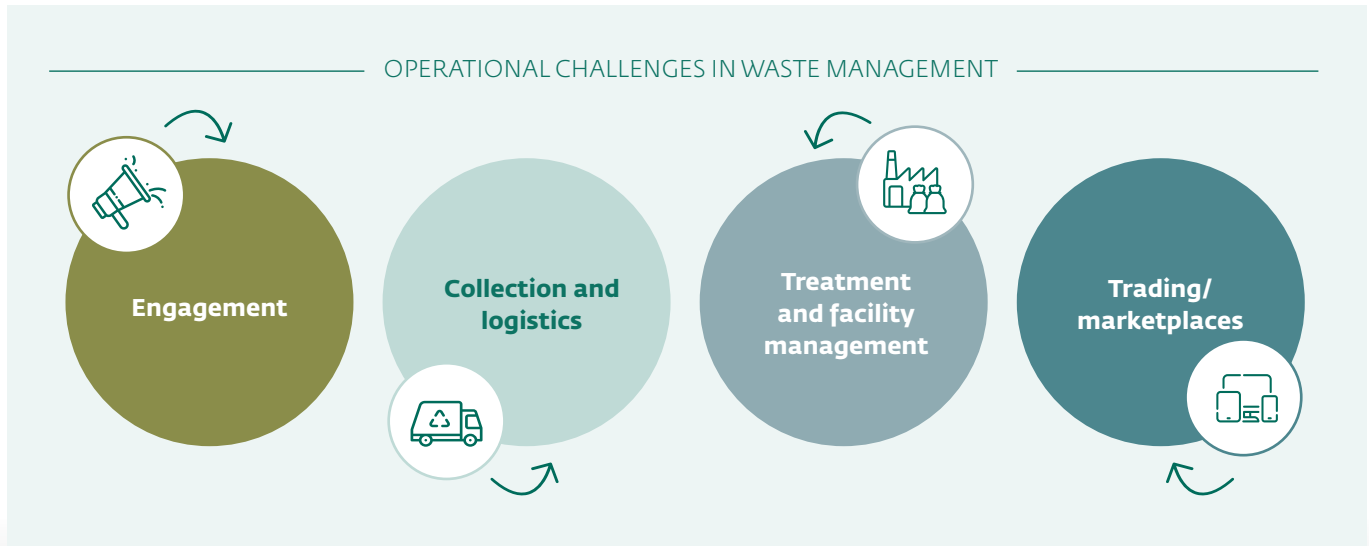 OPERATIONAL CHALLENGES IN WASTE MANAGEMENT
Engagement
Collection and
logistics
Treatment
and facility
management
Trading/
marketplaces